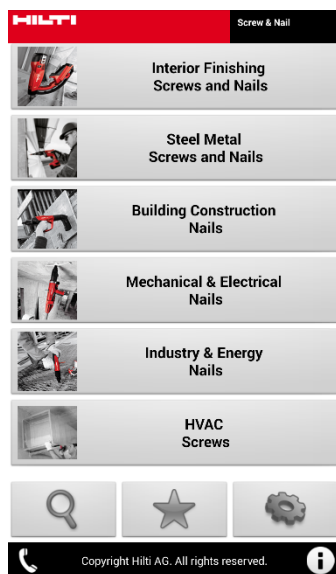 HILTI
Screw & Nail
Interior Finishing
Screws and Nails
Steel Metal
Screws and Nails
Building Construction
Nails
Mechanical & Electrical
Nails
Industry & Energy
Nails
HVAC
Screws
Copyright Hilti AG. All rights reserved.